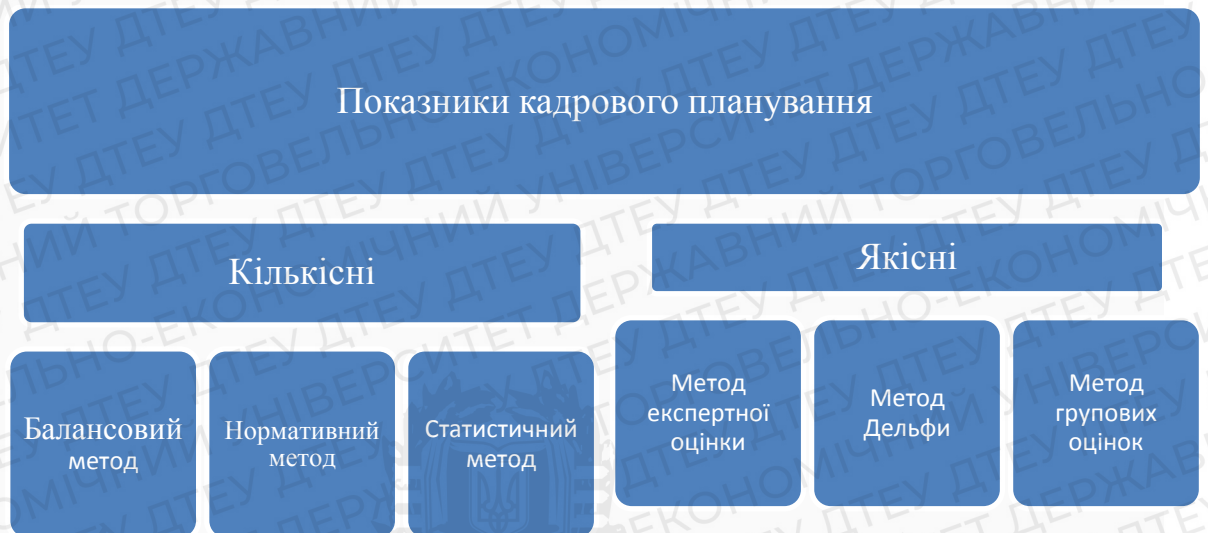 Показники кадрового планування
Кількісні
Якісні
Балансовий
метод
Нормативний
метод
Статистичний
метод
Метод
експертної
оцінки
Метод
Дельфи
Метод
групових
оцінок